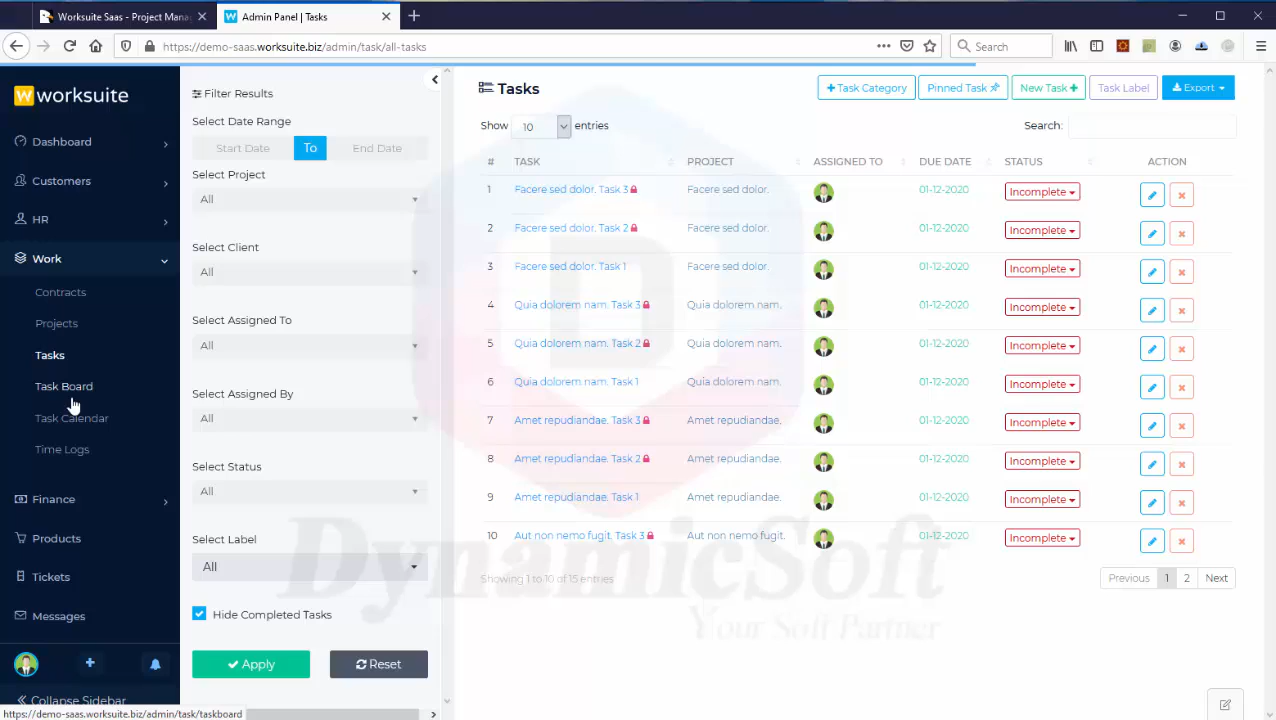 Worksuite Saas - Project Mana
Admin Panel | Tasks
https://demo-saas.worksuite.biz/admin/task/all-tasks
Search
worksuite
Dashboard
Customers
HR
Work
Contracts
Projects
Tasks
Task Board
Task Calendar
Time Logs
Finance
Products
Tickets
Messages
Collapse Sidebar
https://demo-saas.worksuite.biz/admin/task/taskboard
Filter Results
Select Date Range
Start Date To End Date
Select Project
All
Select Client
All
Select Assigned To
All
Select Assigned By
All
Select Status
All
Select Label
All
Hide Completed Tasks
Apply Reset
Tasks
+ Task Category Pinned Task New Task + Task Label Export
Show 10 entries Search:
# TASK PROJECT ASSIGNED TO DUE DATE STATUS ACTION
1 Facere sed dolor. Task 3 Facere sed dolor. 01-12-2020 Incomplete
2 Facere sed dolor. Task 2 Facere sed dolor. 01-12-2020 Incomplete
3 Facere sed dolor. Task 1 Facere sed dolor. 01-12-2020 Incomplete
4 Quia dolorem nam. Task 3 Quia dolorem nam. 01-12-2020 Incomplete
5 Quia dolorem nam. Task 2 Quia dolorem nam. 01-12-2020 Incomplete
6 Quia dolorem nam. Task 1 Quia dolorem nam. 01-12-2020 Incomplete
7 Amet repudiandae. Task 3 Amet repudiandae. 01-12-2020 Incomplete
8 Amet repudiandae. Task 2 Amet repudiandae. 01-12-2020 Incomplete
9 Amet repudiandae. Task 1 Amet repudiandae. 01-12-2020 Incomplete
10 Aut non nemo fugit. Task 3 Aut non nemo fugit. 01-12-2020 Incomplete
Showing 1 to 10 of 15 entries
Previous 1 2 Next
D
DynamicSoft
Your Soft Partner